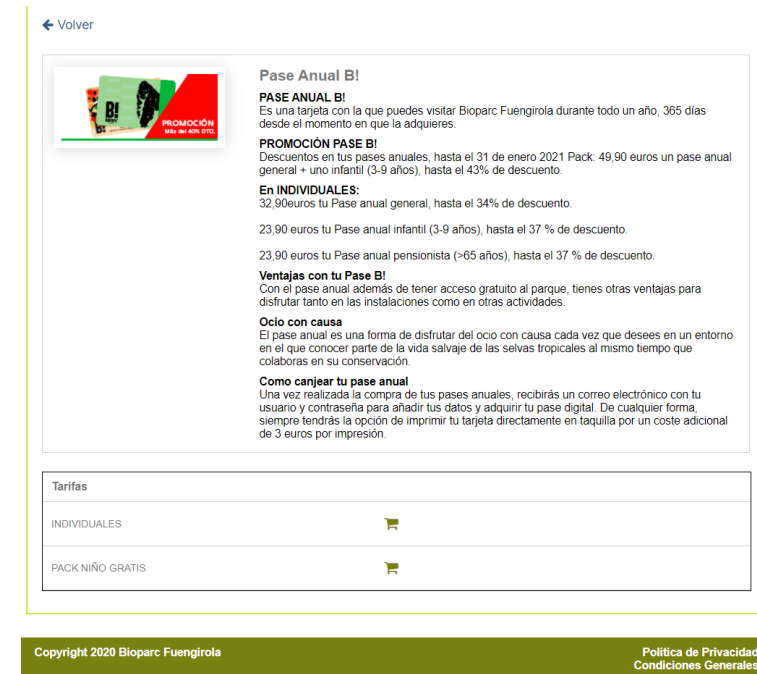 Volver
B!
PROMOCIÓN
Más del 40% DTO.
Pase Anual B!
PASE ANUAL B!
Es una tarjeta con la que puedes visitar Bioparc Fuengirola durante todo un año, 365 días
desde el momento en que la adquieres.
PROMOCIÓN PASE B!
Descuentos en tus pases anuales, hasta el 31 de enero 2021 Pack: 49,90 euros un pase anual
general + uno infantil (3-9 años), hasta el 43% de descuento.
En INDIVIDUALES:
32,90euros tu Pase anual general, hasta el 34% de descuento.
23,90 euros tu Pase anual infantil (3-9 años), hasta el 37 % de descuento.
23,90 euros tu Pase anual pensionista (>65 años), hasta el 37 % de descuento.
Ventajas con tu Pase B!
Con el pase anual además de tener acceso gratuito al parque, tienes otras ventajas para
disfrutar tanto en las instalaciones como en otras actividades.
Ocio con causa
El pase anual es una forma de disfrutar del ocio con causa cada vez que desees en un entorno
en el que conocer parte de la vida salvaje de las selvas tropicales al mismo tiempo que
colaboras en su conservación.
Como canjear tu pase anual
Una vez realizada la compra de tus pases anuales, recibirás un correo electrónico con tu
usuario y contraseña para añadir tus datos y adquirir tu pase digital. De cualquier forma,
siempre tendrás la opción de imprimir tu tarjeta directamente en taquilla por un coste adicional
de 3 euros por impresión.
Tarifas
INDIVIDUALES
PACK NIÑO GRATIS
Copyright 2020 Bioparc Fuengirola
Política de Privacidad
Condiciones Generales